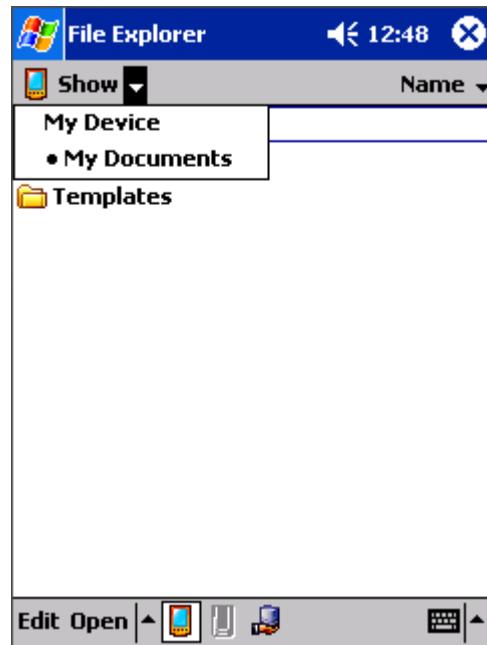 File Explorer 12:48
Show Name
My Device
• My Documents
Templates
Edit Open